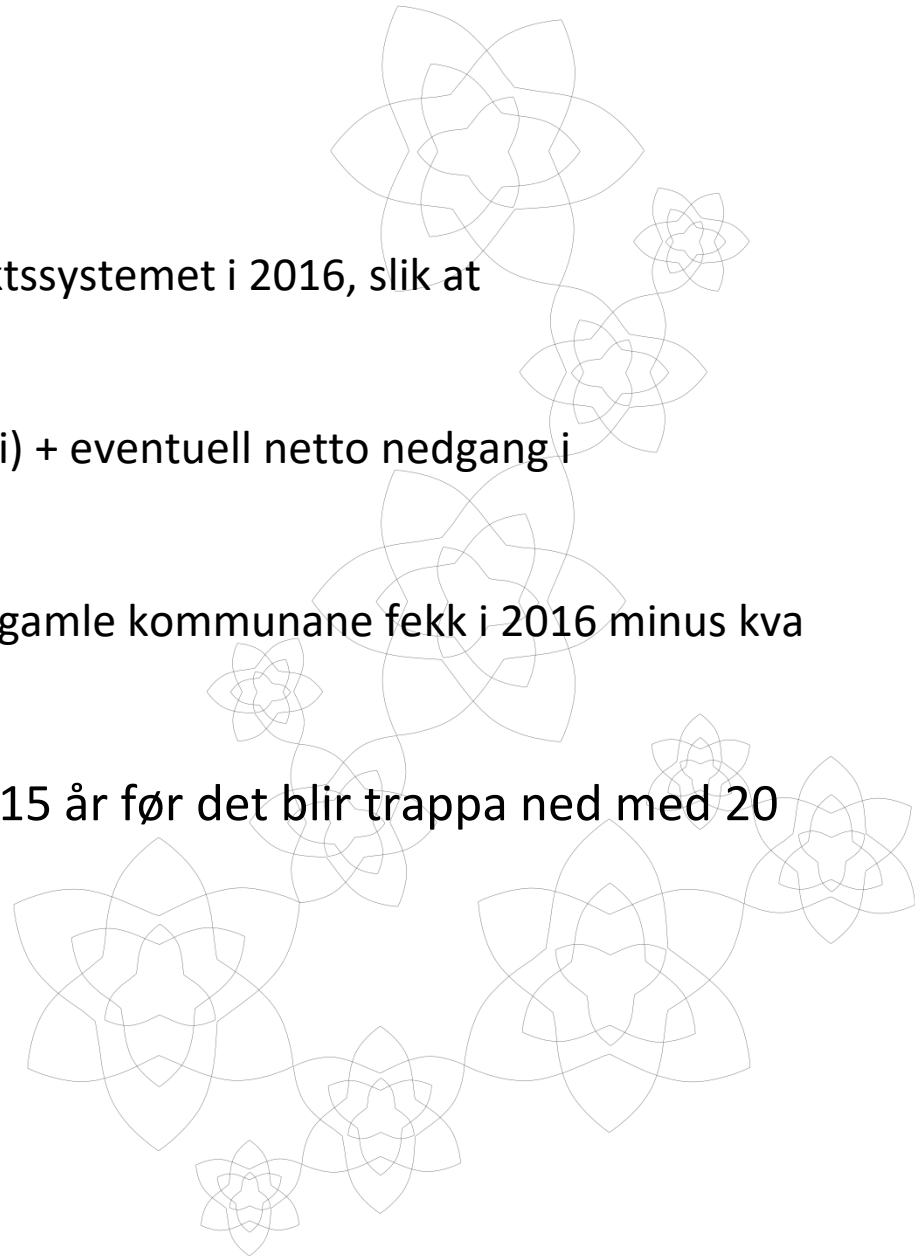 ktssystemet i 2016, slik at
i) + eventuell netto nedgang i
gamle kommunane fekk i 2016 minus kva
15 år før det blir trappa ned med 20